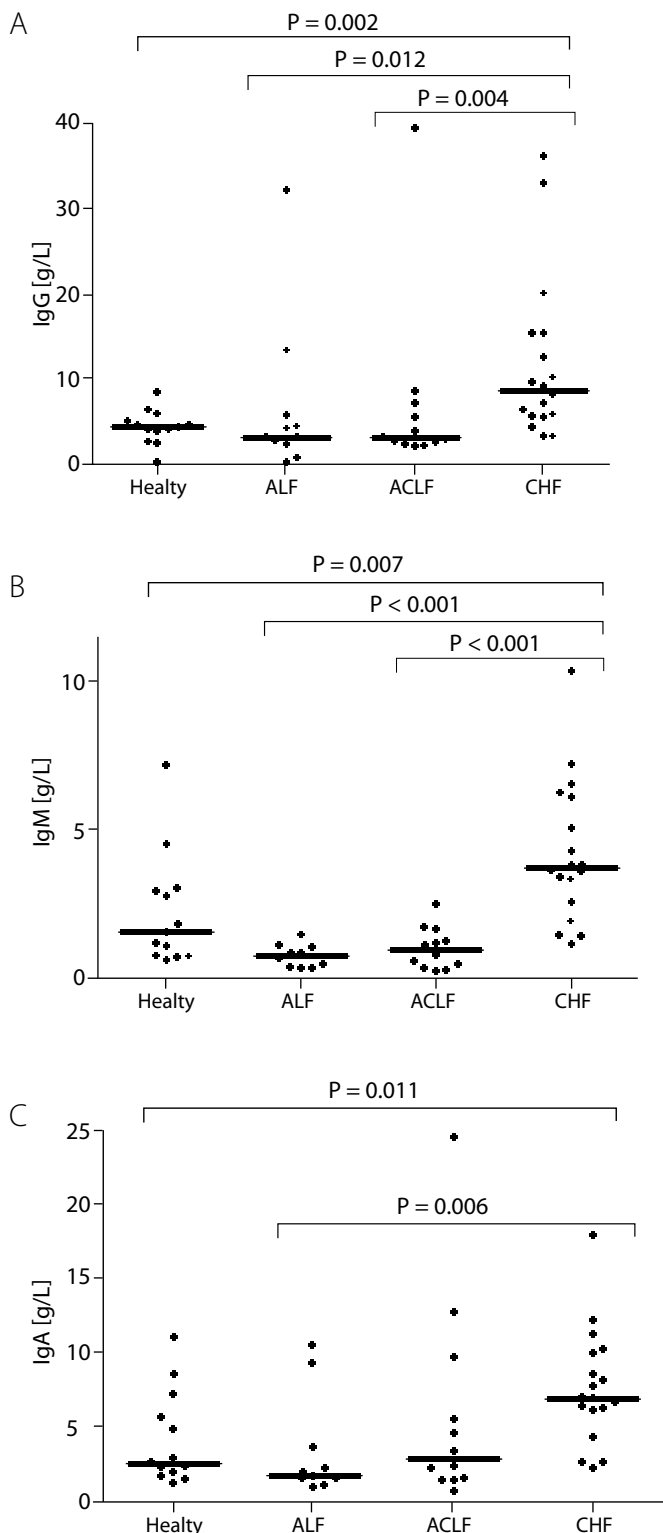 A
P = 0.002
P = 0.012
P = 0.004
40
30
20
10
0
IgG [g/L]
Healty ALF ACLF CHF
B
P = 0.007
P < 0.001
P < 0.001
10
5
0
IgM [g/L]
Healty ALF ACLF CHF
C
P = 0.011
25
20
P = 0.006
15
10
5
0
IgA [g/L]
Healty ALF ACLF CHF